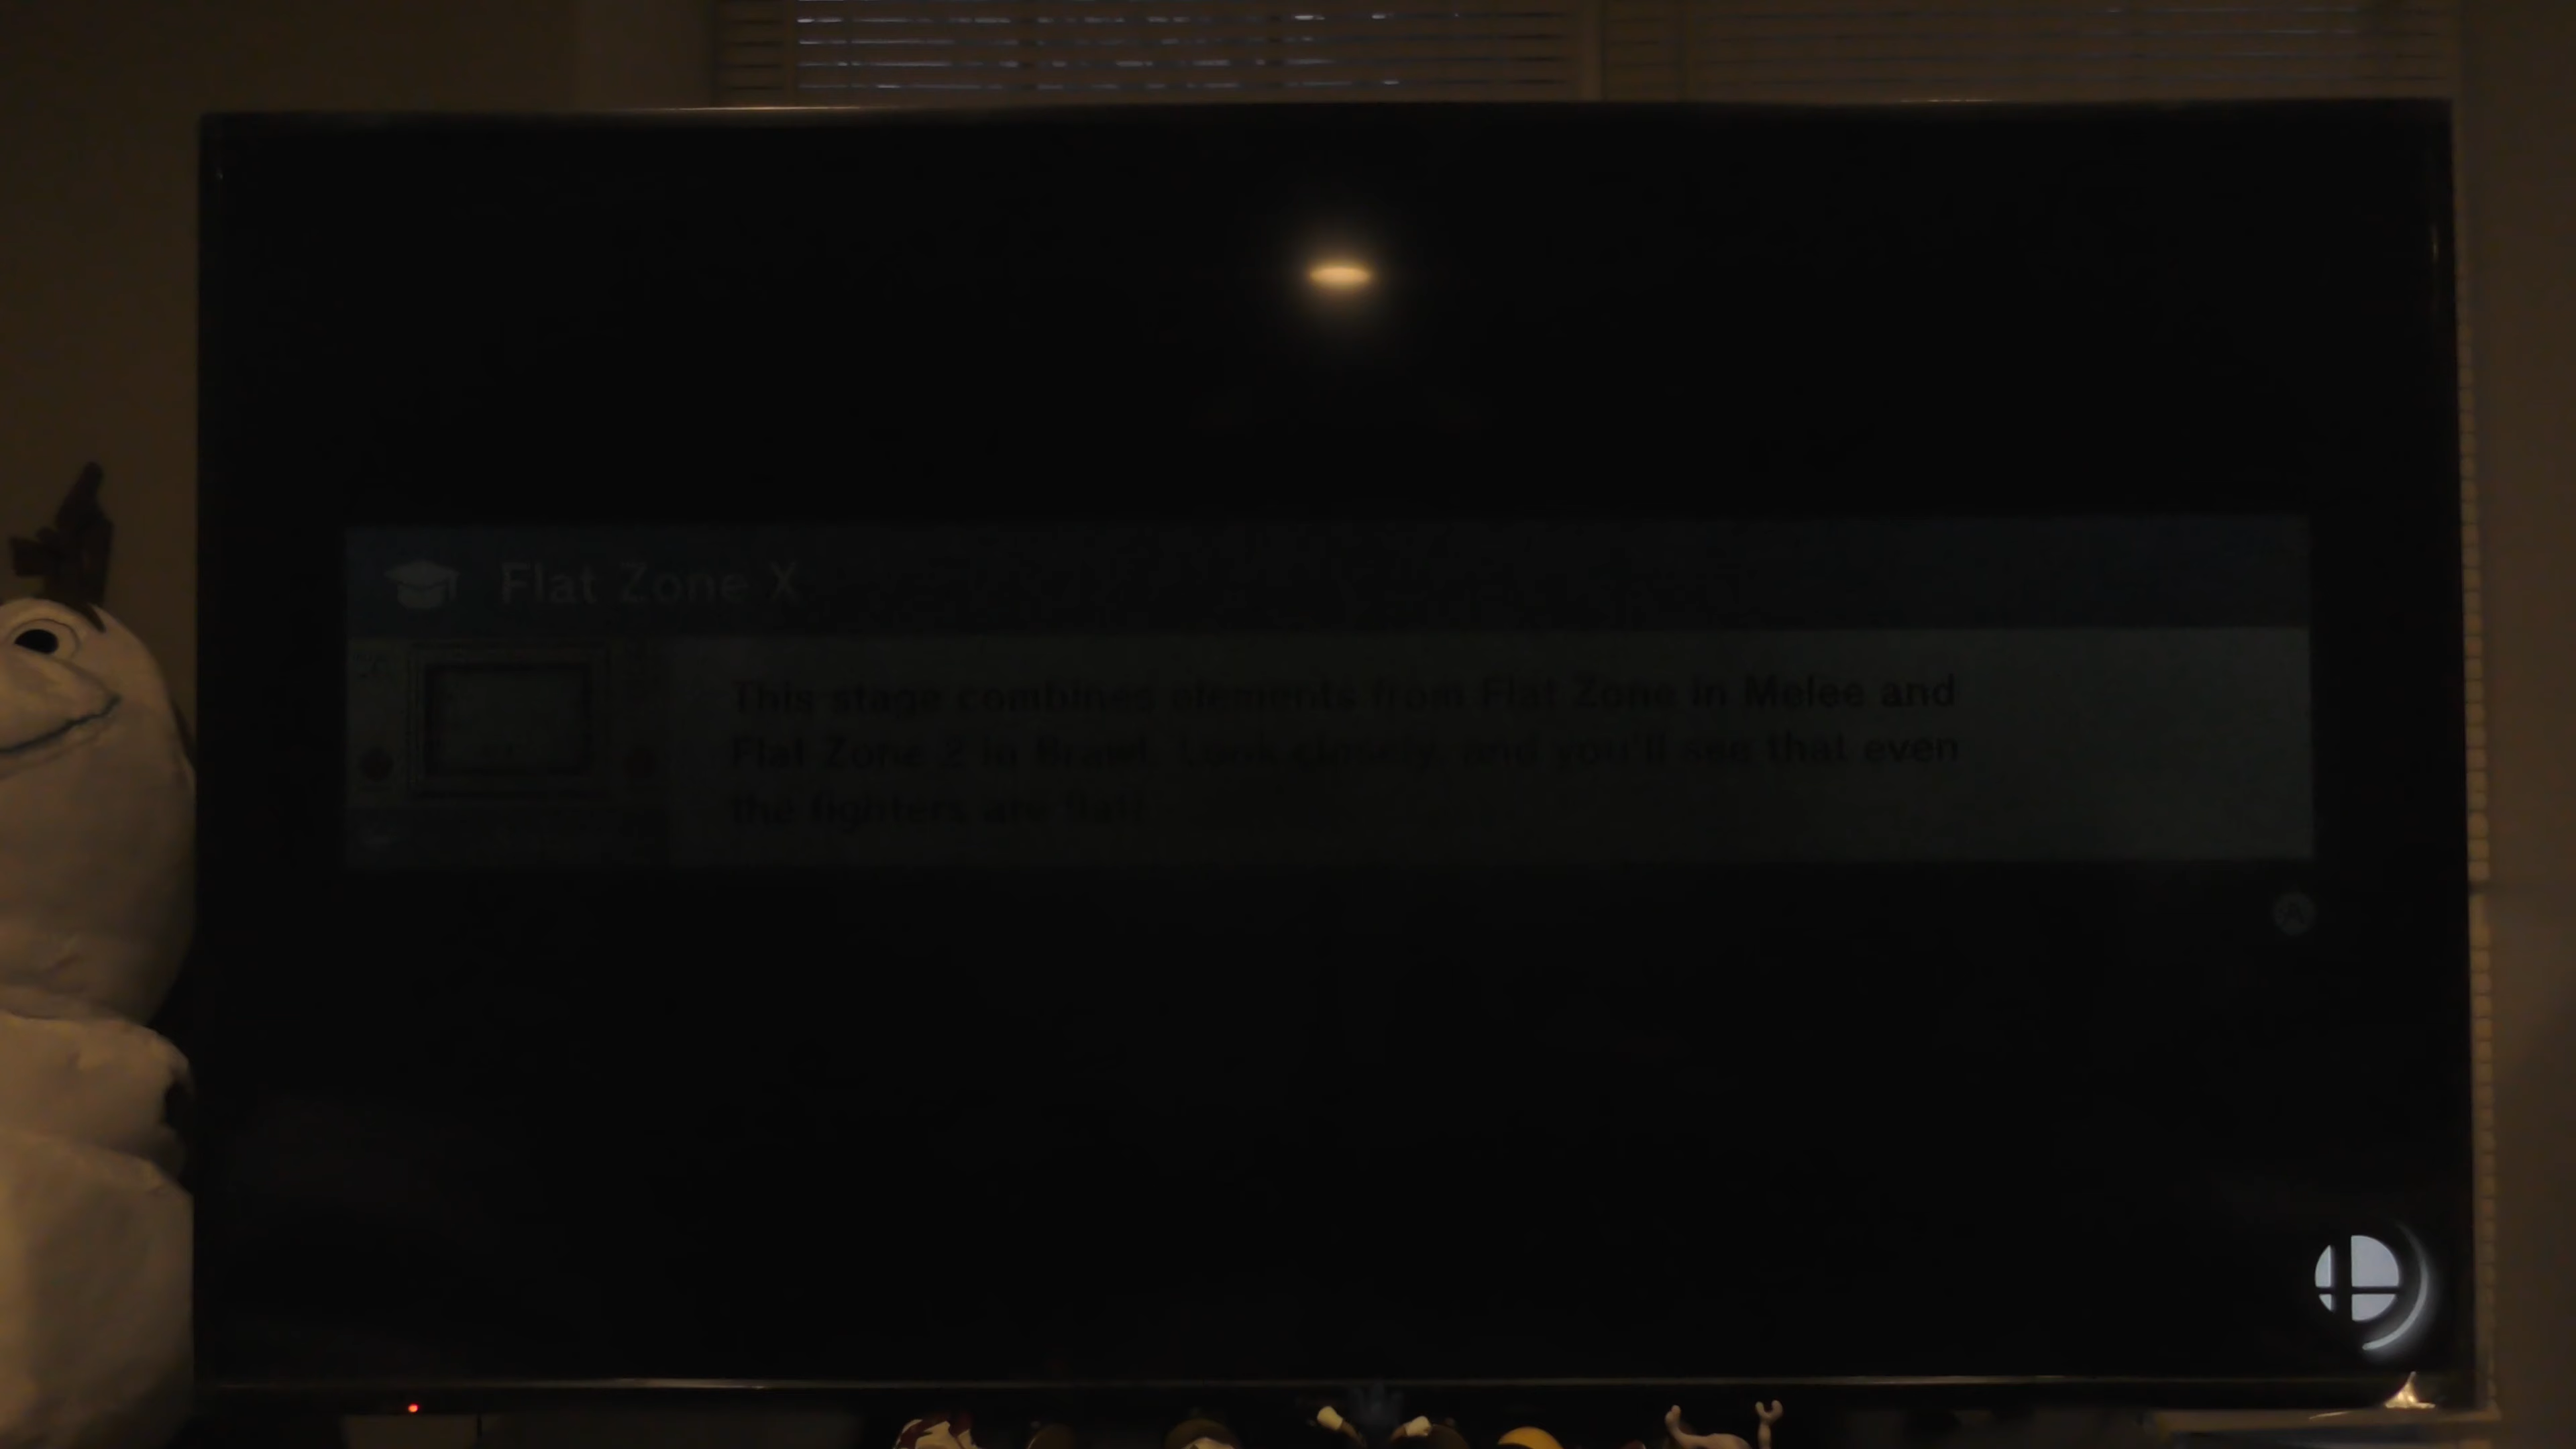 Flat Zone X
This stage combines elements from Flat Zone in Melee and
Flat Zone 2 in Brawl. Look closely, and you'll see that even
the fighters are flat!
A